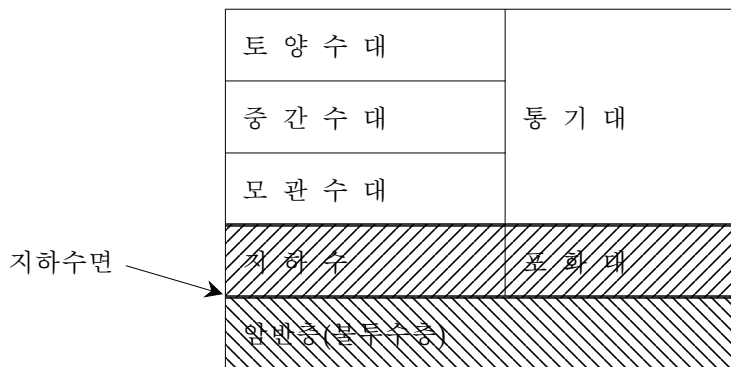 토 양 수 대
중 간 수 대
통 기 대
모 관 수 대
지하수면
지 하 수
포 화 대
암반층(불투수층)